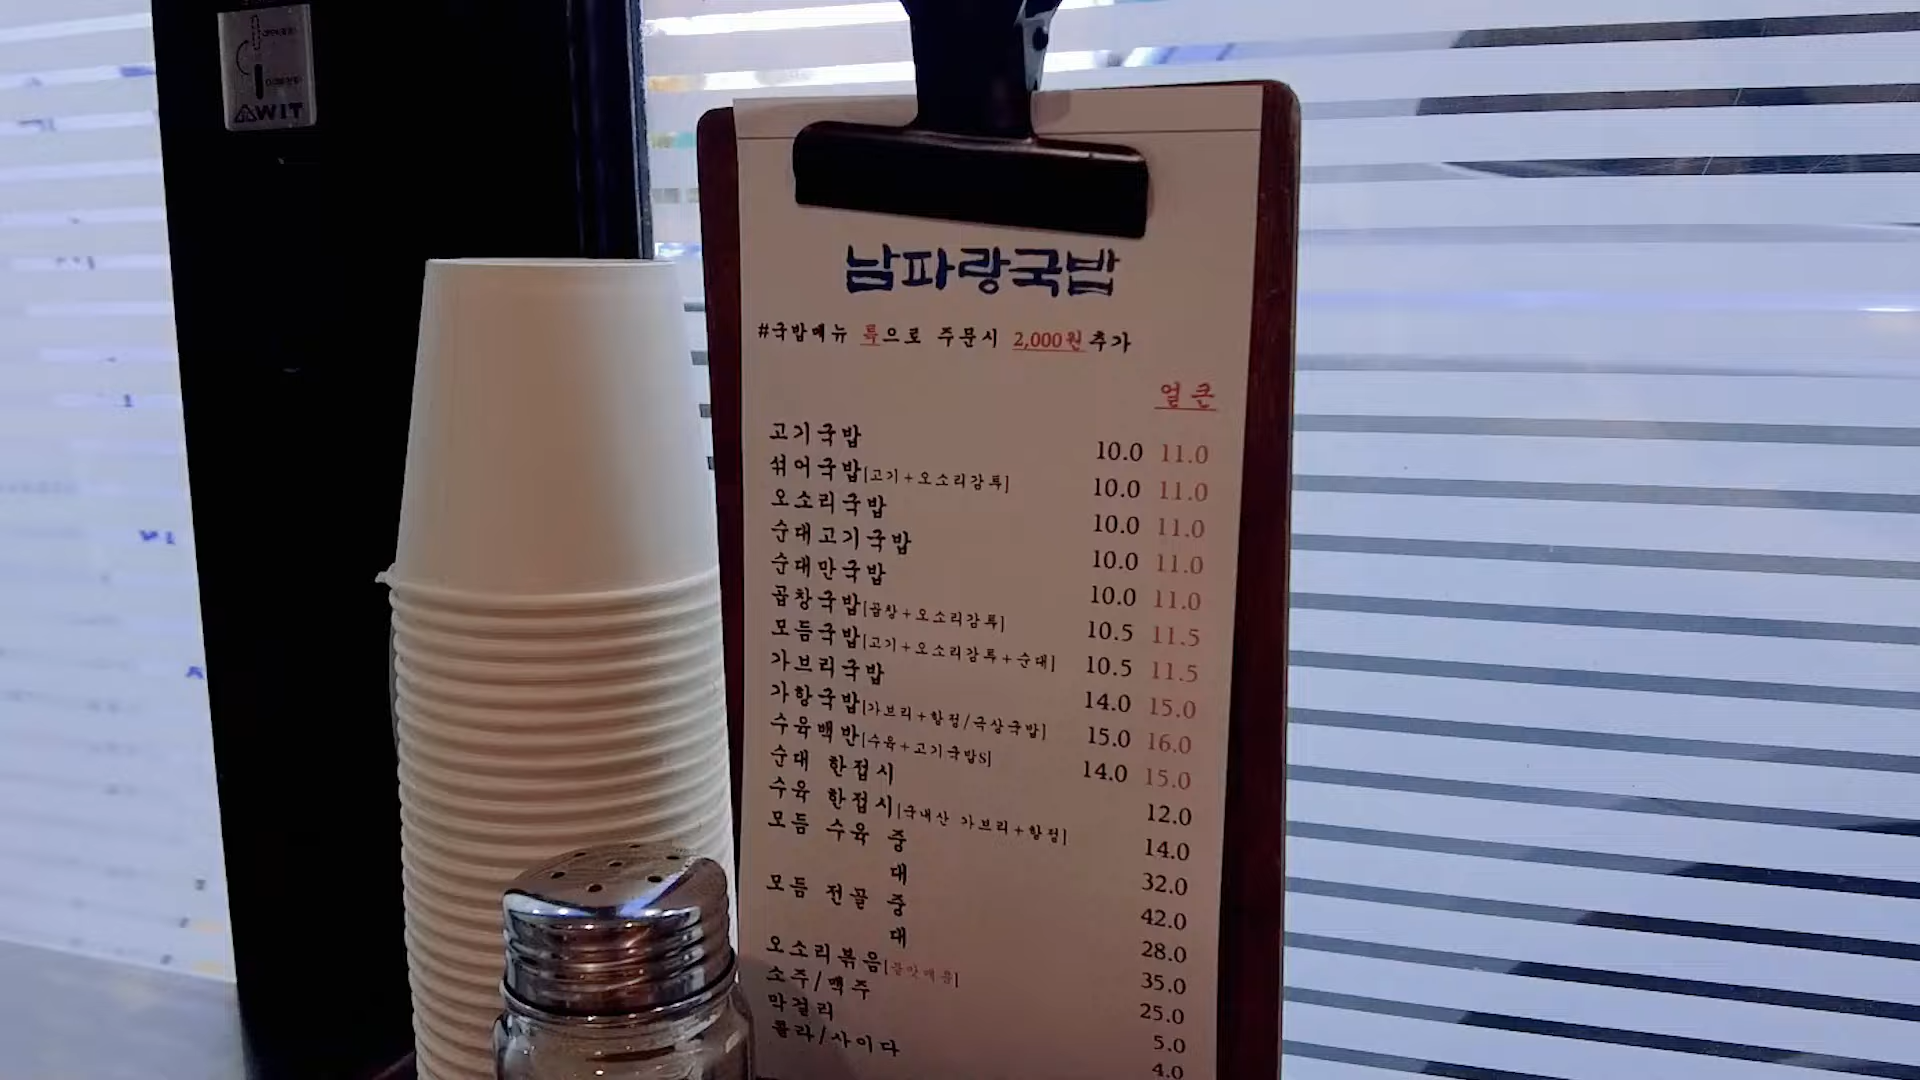 WIT
남파랑국밥
#국밥메뉴 특으로 주문시 2,000원 추가
얼큰
고기국밥 10.0 11.0
섞어국밥[고기+오소리감투] 10.0 11.0
오소리국밥 10.0 11.0
순대고기국밥 10.0 11.0
순대만국밥 10.0 11.0
곱창국밥[곱창+오소리감투] 10.5 11.5
모듬국밥[고기+오소리감투+순대] 10.5 11.5
가브리국밥 14.0 15.0
가항국밥[가브리+항정/극상국밥] 15.0 16.0
수육백반[수육+고기국밥S] 14.0 15.0
순대 한접시 12.0
수육 한접시[국내산 가브리+항정] 14.0
모듬 수육 중 32.0
대 42.0
모듬 전골 중 28.0
대 35.0
오소리볶음[불맛매움] 25.0
소주/맥주 5.0
막걸리 4.0
콜라/사이다